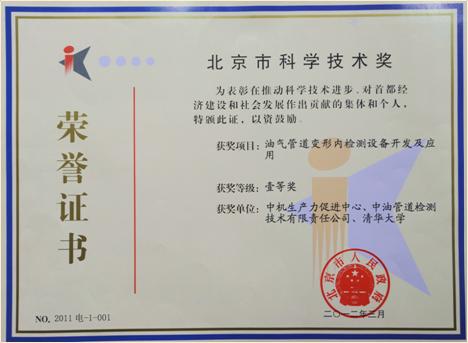 北京市科学技术奖
荣誉证书
为表彰在推动科学技术进步、对首都经
济建设和社会发展作出贡献的集体和个人，
特颁此证，以资鼓励。
获奖项目：油气管道变形内检测设备开发及应
用
获奖等级：壹等奖
获奖单位：中机生产力促进中心、中油管道检测
技术有限责任公司、清华大学
北京市人民政府
二〇一二年三月
NO. 2011 电-1-001